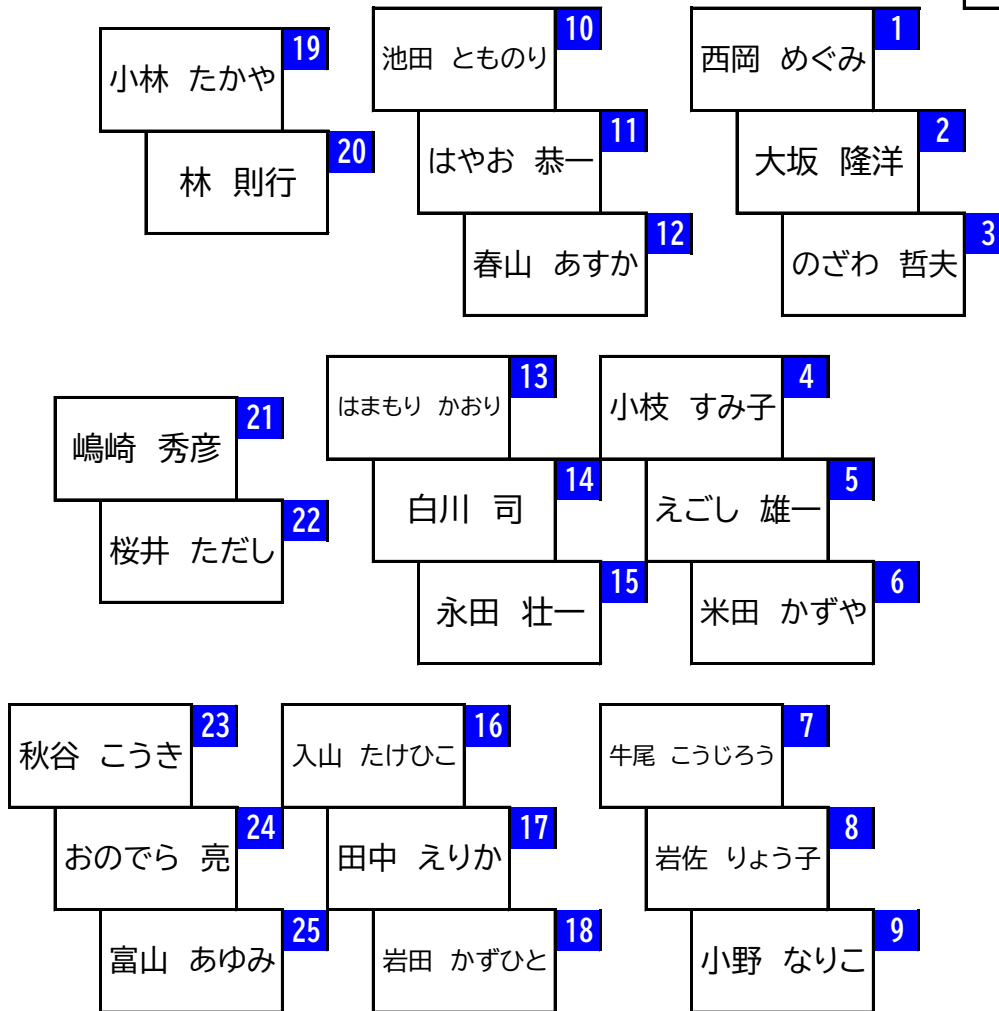 19
小林 たかや
20
林 則行
10
池田 とものり
11
はやお 恭一
12
春山 あすか
1
西岡 めぐみ
2
大坂 隆洋
3
のざわ 哲夫
21
嶋崎 秀彦
22
桜井 ただし
13
はまもり かおり
14
白川 司
15
永田 壮一
4
小枝 すみ子
5
えごし 雄一
6
米田 かずや
23
秋谷 こうき
24
おのでら 亮
25
富山 あゆみ
16
入山 たけひこ
17
田中 えりか
18
岩田 かずひと
7
牛尾 こうじろう
8
岩佐 りょう子
9
小野 なりこ